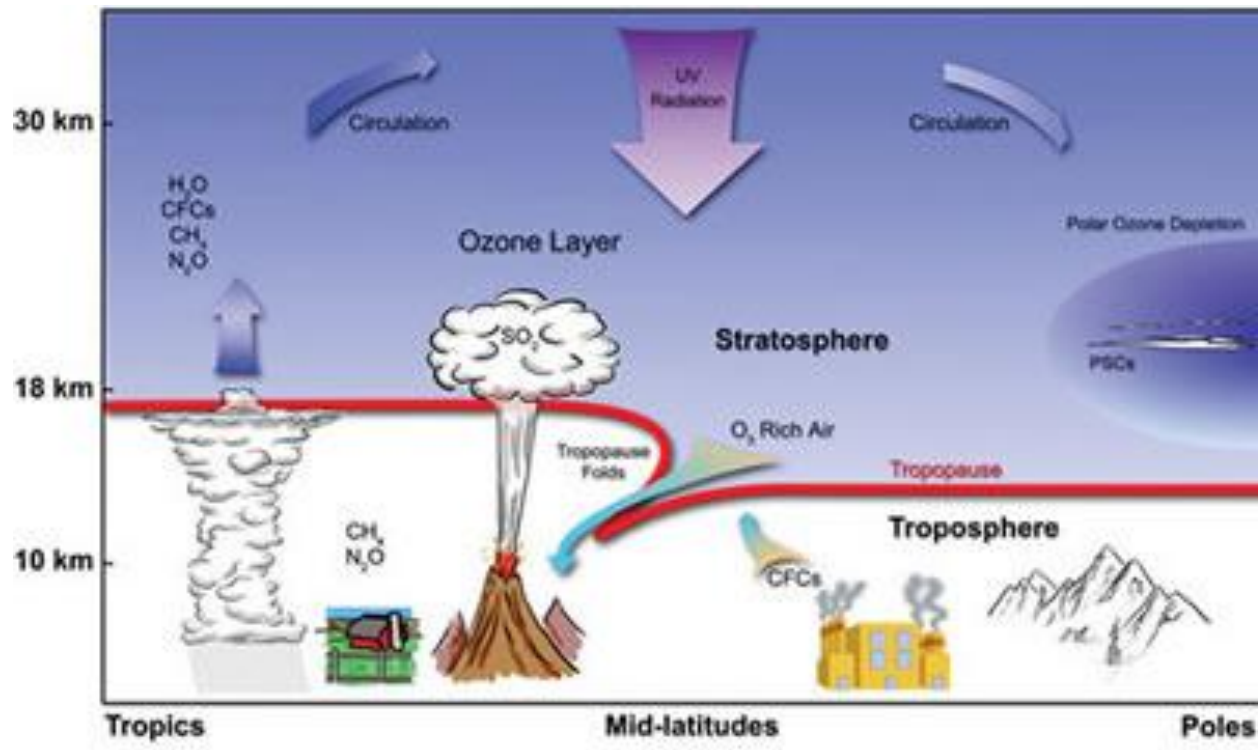 UV
Radiation
30 km
Circulation
Circulation
H₂O
CFCs
CH₄
N₂O
Polar Ozone Depletion
Ozone Layer
SO₂
Stratosphere
PSCs
18 km
O₃ Rich Air
Tropopause
Folds
Tropopause
Troposphere
CH₄
N₂O
10 km
CFCs
Tropics
Mid-latitudes
Poles